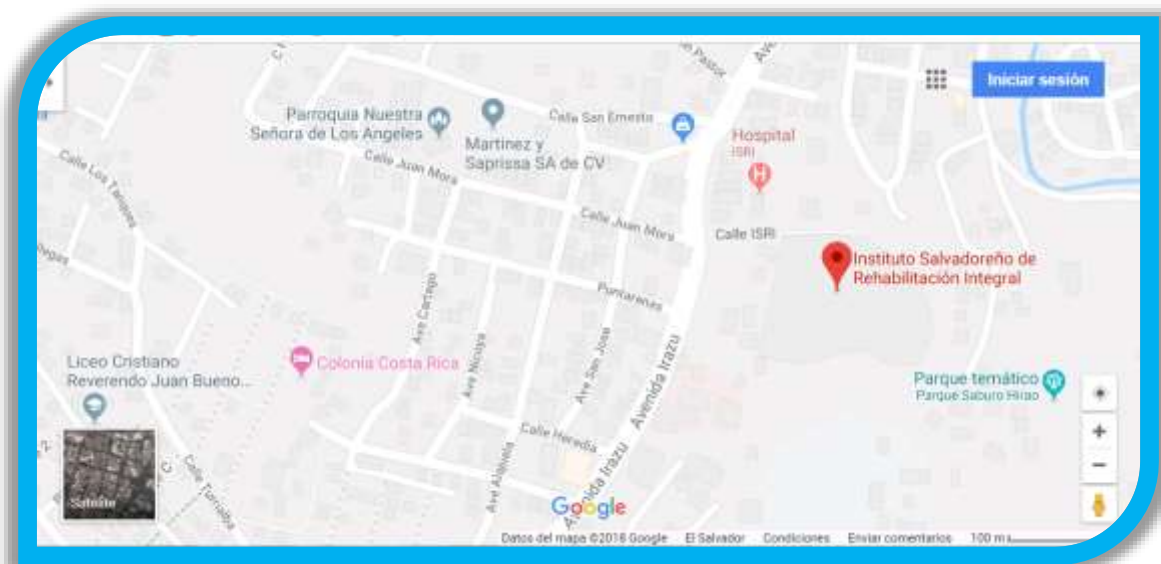 Iniciar sesión
Parroquia Nuestra
Señora de Los Angeles
Martinez y
Saprissa SA de CV
Calle San Ernesto
Hospital
ISRI
Calle Juan Mora
Calle Los Tanques
Calle Juan Mora
Calle ISRI
Instituto Salvadoreño de
Rehabilitación Integral
Puntarenas
Ave Cartago
Ave Nicoya
Ave San Jose
Avenida Irazu
Liceo Cristiano
Reverendo Juan Bueno...
Colonia Costa Rica
Parque temático
Parque Saburo Hirao
Calle Heredia
Ave Alajuela
Avenida Irazu
Calle Turrialba
Satélite
Google
Datos del mapa ©2018 Google El Salvador Condiciones Enviar comentarios 100 m